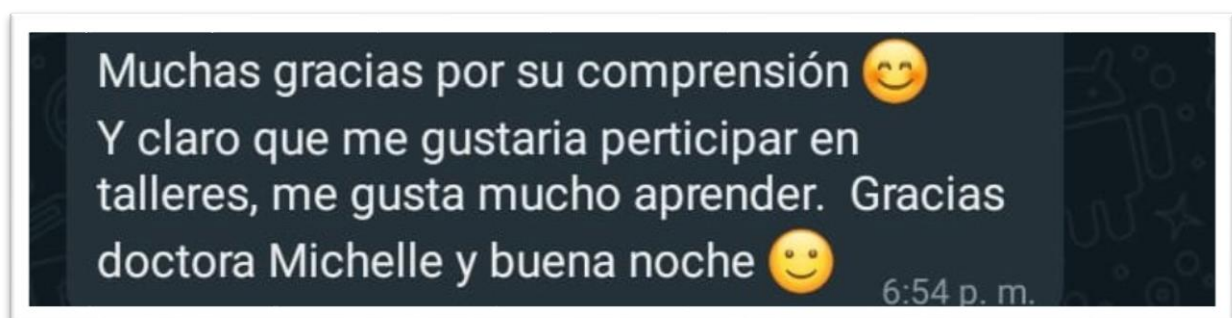 Muchas gracias por su comprensión 😊
Y claro que me gustaria perticipar en
talleres, me gusta mucho aprender.  Gracias
doctora Michelle y buena noche 🙂
6:54 p. m.